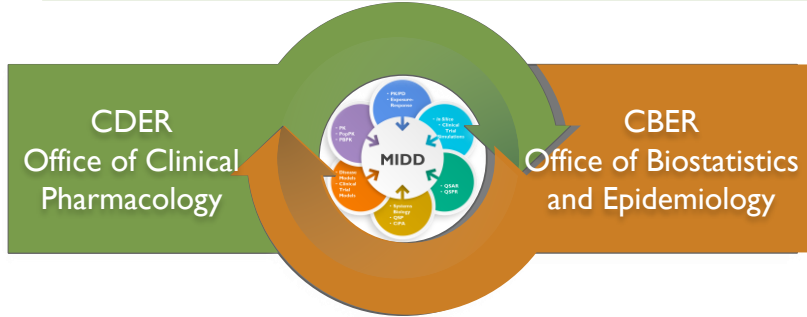 CDER
Office of Clinical
Pharmacology
CBER
Office of Biostatistics
and Epidemiology
MIDD
• PK/PD
• Exposure-
Response
• In Silico
• Clinical
Trial
Simulations
• QSAR
• QSPR
• Systems
Biology
• QSP
• CiPA
• Disease
Models
• Clinical
Trial
Models
• PK
• PopPK
• PBPK